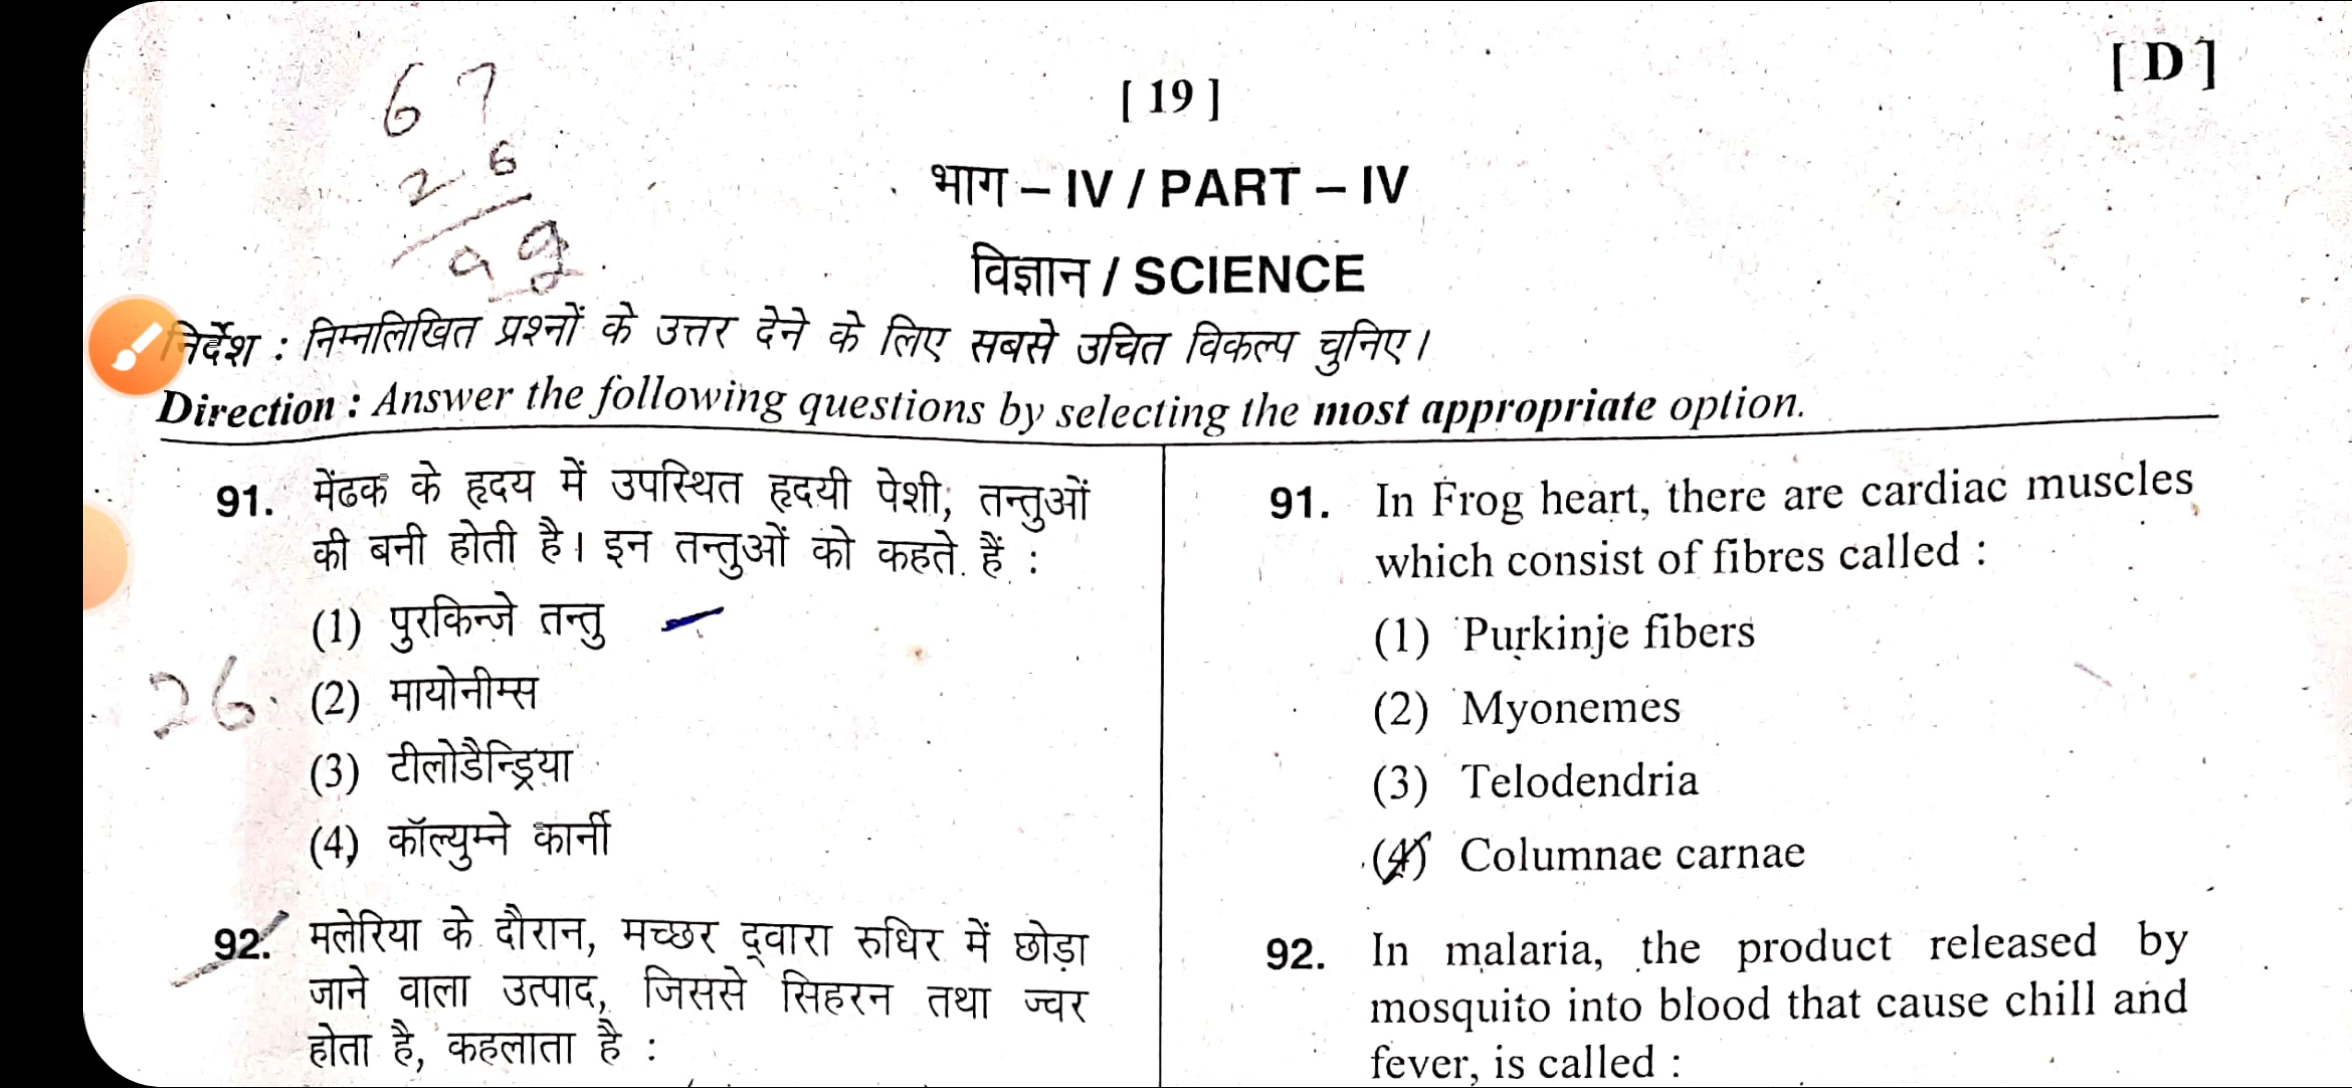 67
[ 19 ]
[ D ]
26
भाग – IV / PART – IV
विज्ञान / SCIENCE
निर्देश : निम्नलिखित प्रश्नों के उत्तर देने के लिए सबसे उचित विकल्प चुनिए।
Direction : Answer the following questions by selecting the most appropriate option.
91. मेंढक के हृदय में उपस्थित हृदयी पेशी, तन्तुओं
की बनी होती है। इन तन्तुओं को कहते हैं :
(1) पुरकिन्जे तन्तु
26.
(2) मायोनीम्स
(3) टीलोडैन्ड्रिया
(4) कॉल्युम्ने कार्नी
92. मलेरिया के दौरान, मच्छर द्वारा रुधिर में छोड़ा
जाने वाला उत्पाद, जिससे सिहरन तथा ज्वर
होता है, कहलाता है :
91. In Frog heart, there are cardiac muscles
which consist of fibres called :
(1) Purkinje fibers
(2) Myonemes
(3) Telodendria
(4) Columnae carnae
92. In malaria, the product released by
mosquito into blood that cause chill and
fever, is called :